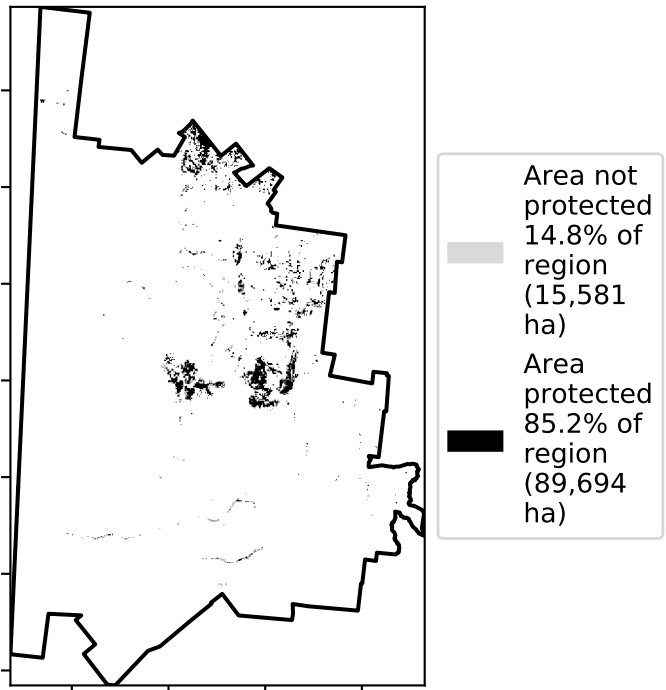 Area not
protected
14.8% of
region
(15,581
ha)
Area
protected
85.2% of
region
(89,694
ha)